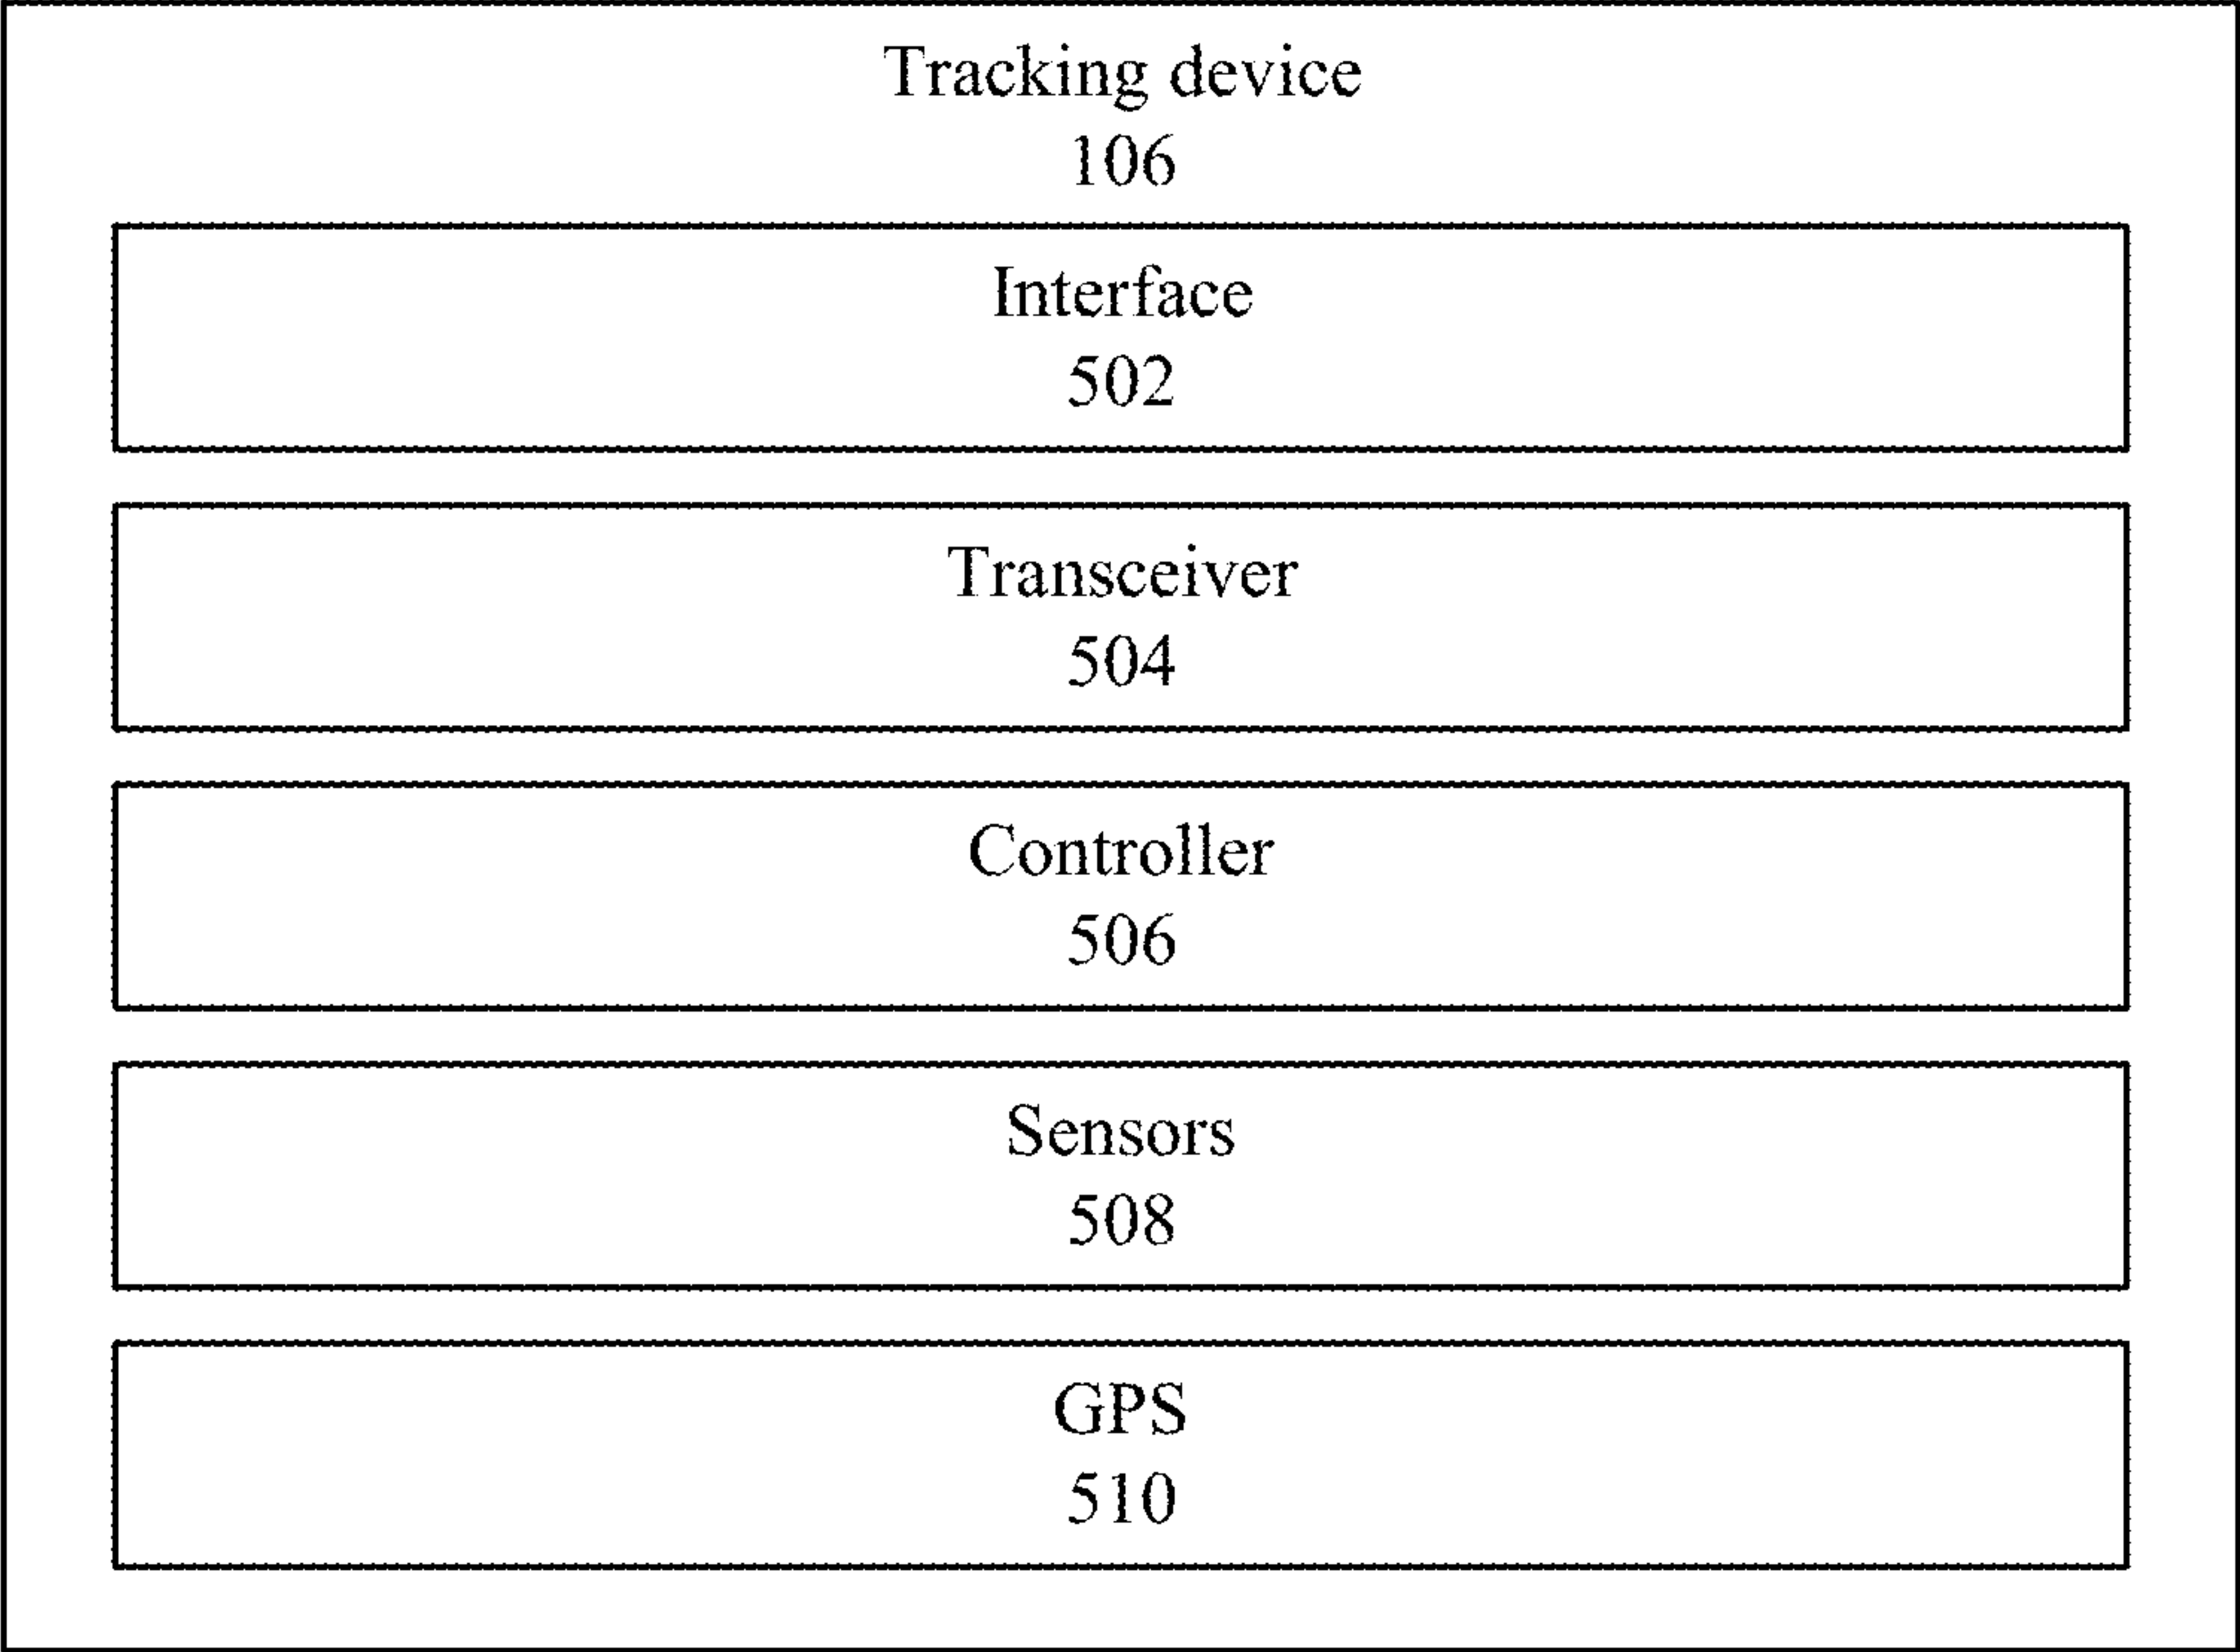 Tracking device
106
Interface
502
Transceiver
504
Controller
506
Sensors
508
GPS
510